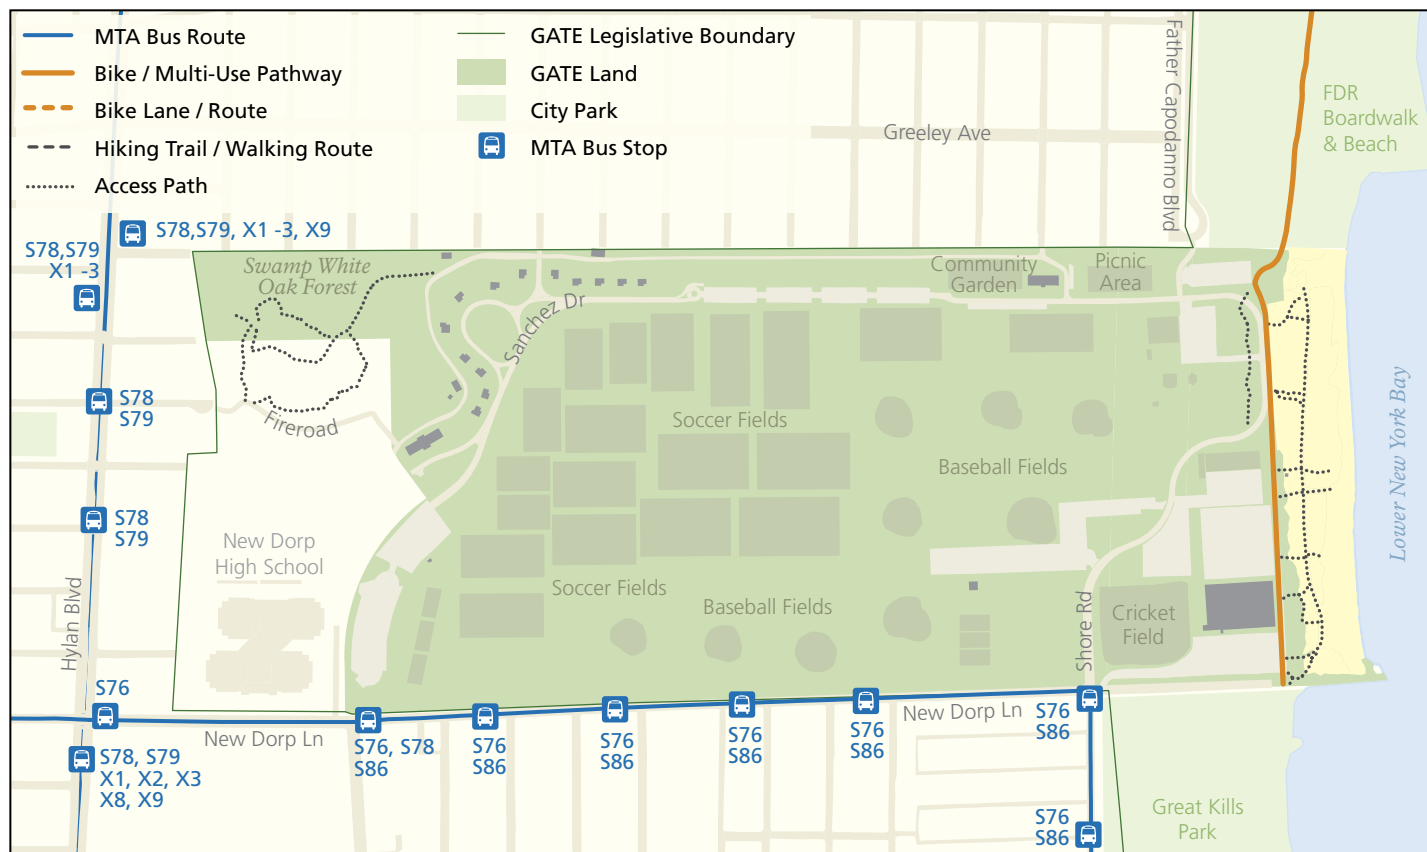 MTA Bus Route
Bike / Multi-Use Pathway
Bike Lane / Route
Hiking Trail / Walking Route
Access Path
GATE Legislative Boundary
GATE Land
City Park
MTA Bus Stop
Greeley Ave
Father Capodanno Blvd
FDR
Boardwalk
& Beach
S78,S79, X1 -3, X9
S78,S79
X1 -3
Swamp White
Oak Forest
Community
Garden
Picnic
Area
Sanchez Dr
S78
S79
Fireroad
Soccer Fields
Baseball Fields
Lower New York Bay
S78
S79
New Dorp
High School
Hylan Blvd
Soccer Fields
Baseball Fields
Shore Rd
Cricket
Field
S76
New Dorp Ln
S76, S78
S86
S76
S86
S76
S86
S76
S86
S76
S86
New Dorp Ln
S76
S86
S78, S79
X1, X2, X3
X8, X9
S76
S86
Great Kills
Park